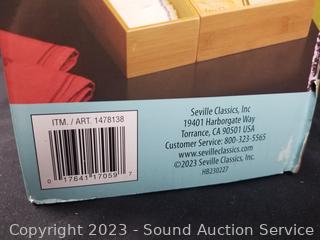 ITM. / ART. 1478138
0 17641 17059 7
Seville Classics, Inc
19401 Harborgate Way
Torrance, CA 90501 USA
Customer Service: 800-323-5565
www.sevilleclassics.com
©2023 Seville Classics, Inc.
HB230227
Copyright 2023 - Sound Auction Service